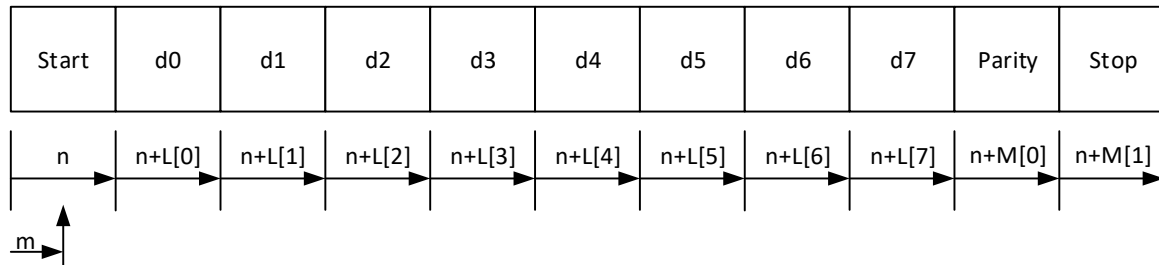 Start d0 d1 d2 d3 d4 d5 d6 d7 Parity Stop
n n+L[0] n+L[1] n+L[2] n+L[3] n+L[4] n+L[5] n+L[6] n+L[7] n+M[0] n+M[1]
m